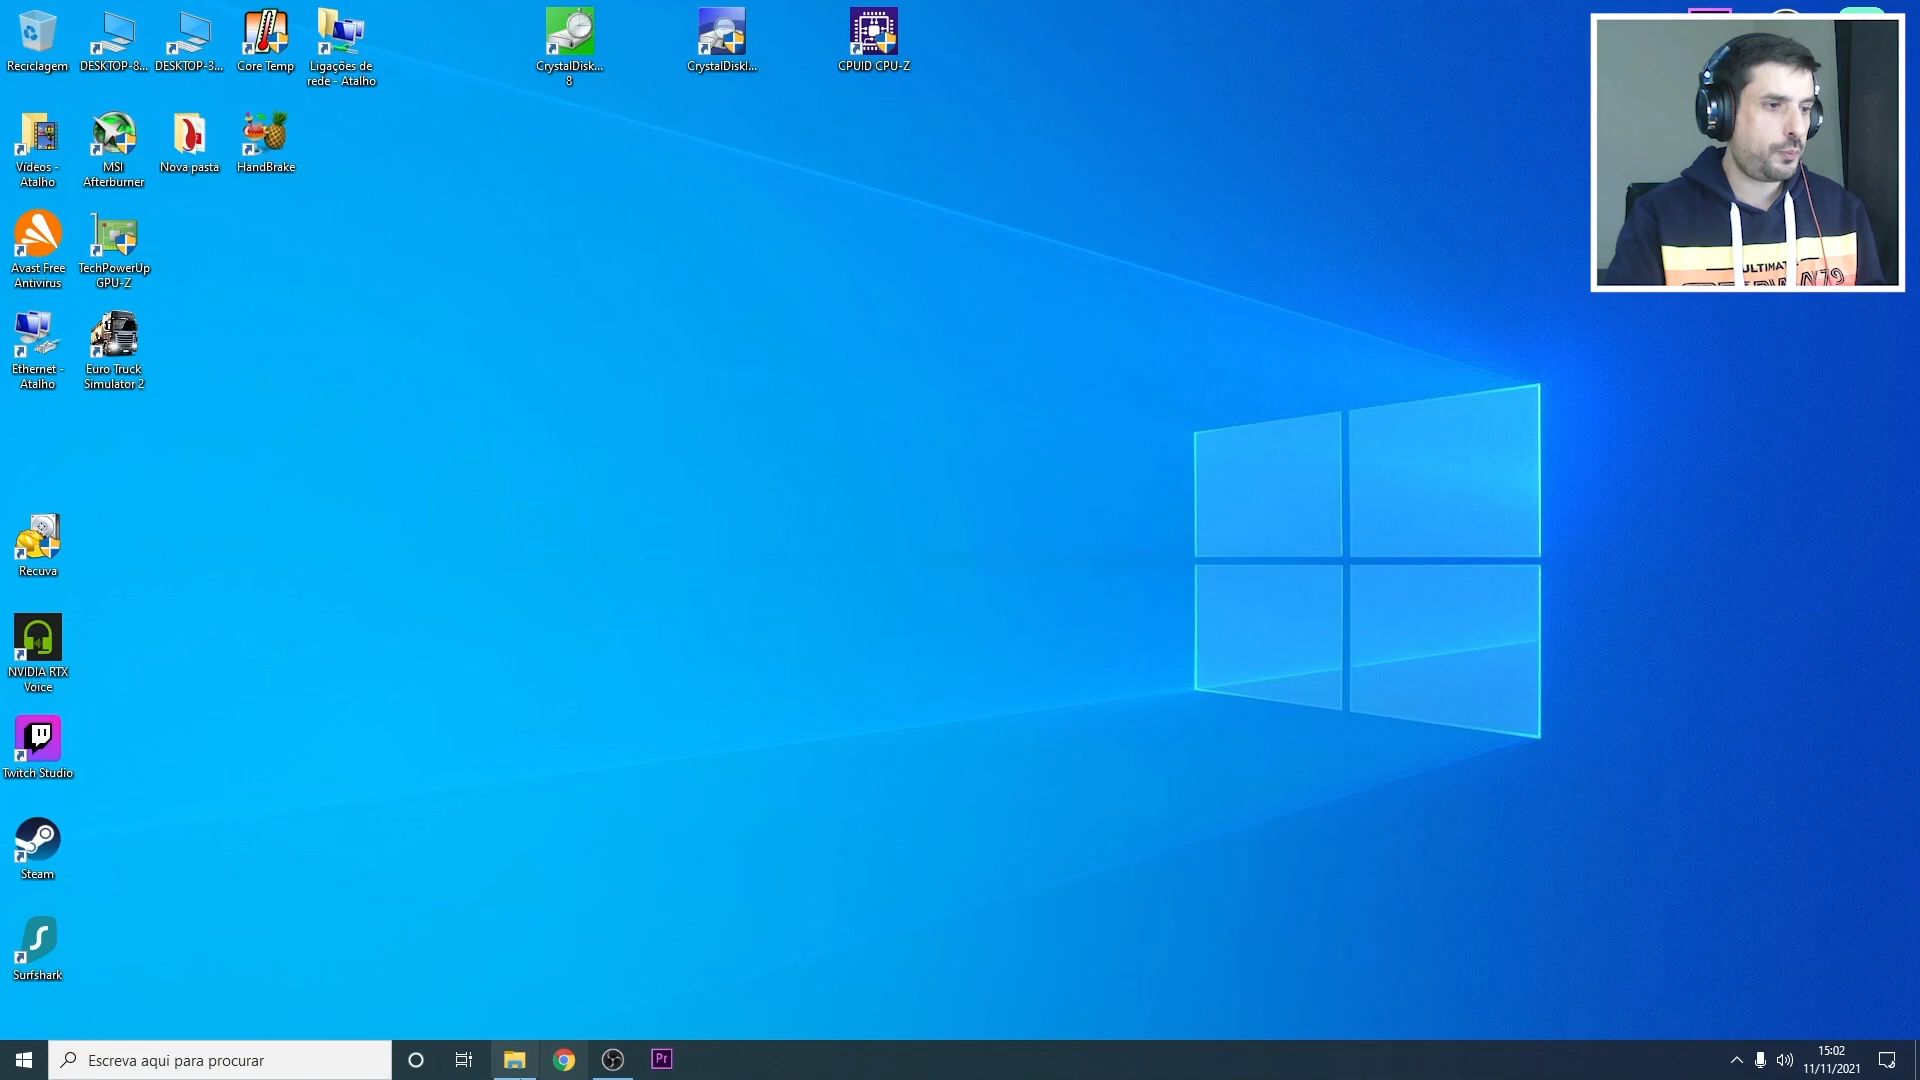 Reciclagem
DESKTOP-8...
DESKTOP-3...
Core Temp
Ligações de
rede - Atalho
CrystalDisk...
8
CrystalDiskI...
CPUID CPU-Z
Vídeos -
Atalho
MSI
Afterburner
Nova pasta
HandBrake
Avast Free
Antivirus
TechPowerUp
GPU-Z
Ethernet -
Atalho
Euro Truck
Simulator 2
ULTIMAT
Recuva
NVIDIA RTX
Voice
Twitch Studio
Steam
Surfshark
Escreva aqui para procurar
Pr
15:02
11/11/2021